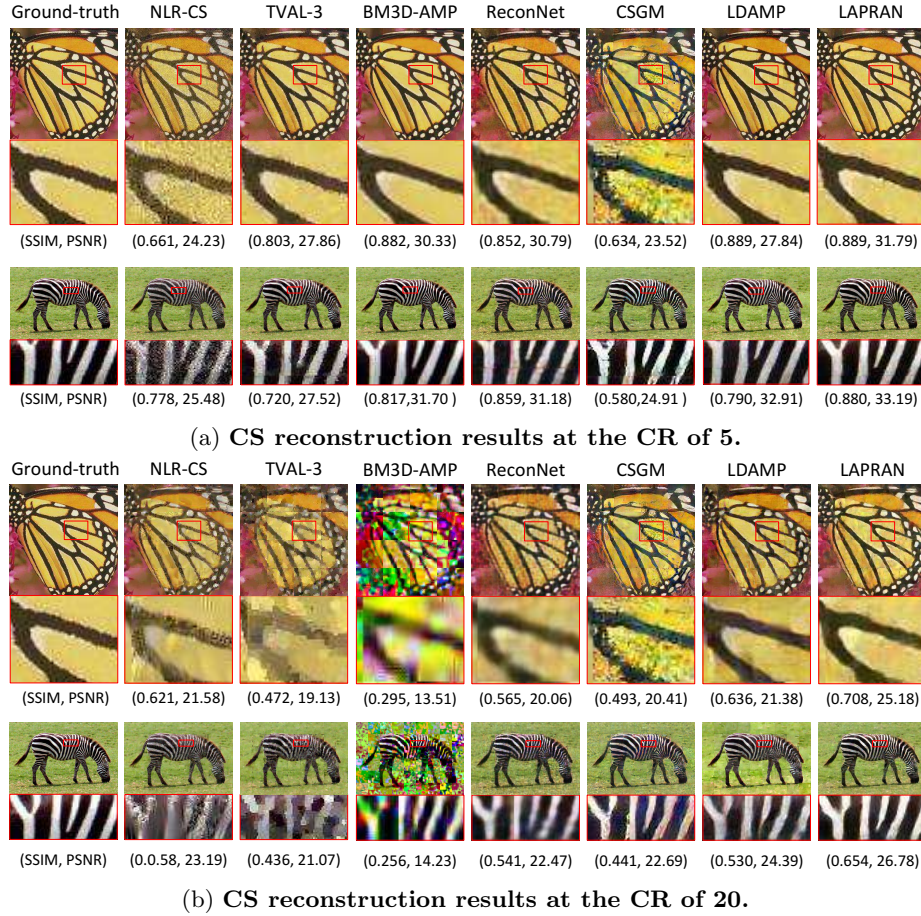 Ground-truth NLR-CS TVAL-3 BM3D-AMP ReconNet CSGM LDAMP LAPRAN
(SSIM, PSNR) (0.661, 24.23) (0.803, 27.86) (0.882, 30.33) (0.852, 30.79) (0.634, 23.52) (0.889, 27.84) (0.889, 31.79)
(SSIM, PSNR) (0.778, 25.48) (0.720, 27.52) (0.817,31.70 ) (0.859, 31.18) (0.580,24.91 ) (0.790, 32.91) (0.880, 33.19)
(a) CS reconstruction results at the CR of 5.
Ground-truth NLR-CS TVAL-3 BM3D-AMP ReconNet CSGM LDAMP LAPRAN
(SSIM, PSNR) (0.621, 21.58) (0.472, 19.13) (0.295, 13.51) (0.565, 20.06) (0.493, 20.41) (0.636, 21.38) (0.708, 25.18)
(SSIM, PSNR) (0.0.58, 23.19) (0.436, 21.07) (0.256, 14.23) (0.541, 22.47) (0.441, 22.69) (0.530, 24.39) (0.654, 26.78)
(b) CS reconstruction results at the CR of 20.